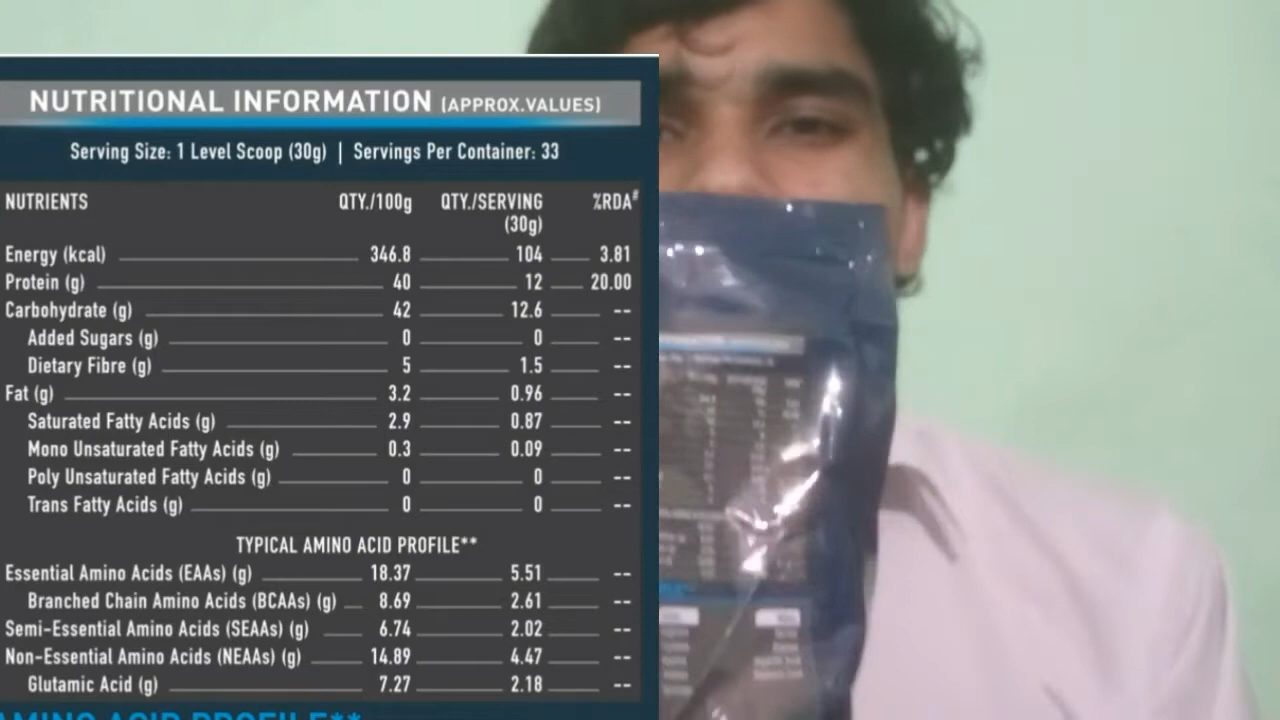 NUTRITIONAL INFORMATION (APPROX.VALUES)
Serving Size: 1 Level Scoop (30g) | Servings Per Container: 33
NUTRIENTS QTY./100g QTY./SERVING (30g) %RDA#
Energy (kcal) 346.8 104 3.81
Protein (g) 40 12 20.00
Carbohydrate (g) 42 12.6 --
Added Sugars (g) 0 0 --
Dietary Fibre (g) 5 1.5 --
Fat (g) 3.2 0.96 --
Saturated Fatty Acids (g) 2.9 0.87 --
Mono Unsaturated Fatty Acids (g) 0.3 0.09 --
Poly Unsaturated Fatty Acids (g) 0 0 --
Trans Fatty Acids (g) 0 0 --
TYPICAL AMINO ACID PROFILE**
Essential Amino Acids (EAAs) (g) 18.37 5.51 --
Branched Chain Amino Acids (BCAAs) (g) 8.69 2.61 --
Semi-Essential Amino Acids (SEAAs) (g) 6.74 2.02 --
Non-Essential Amino Acids (NEAAs) (g) 14.89 4.47 --
Glutamic Acid (g) 7.27 2.18 --
AMINO ACID PROFILE**